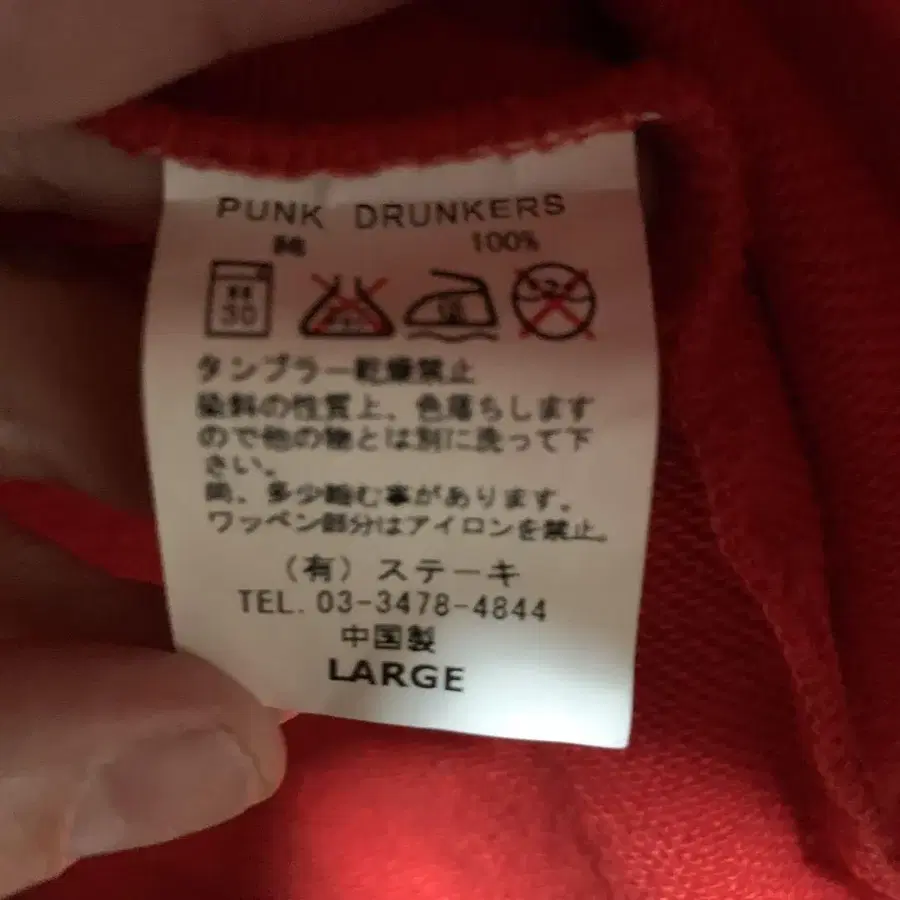 PUNK DRUNKERS
綿 100%
弱
30
中
タンブラー乾燥禁止
染料の性質上、色落ちします
ので他の物とは別に洗って下
さい。
尚、多少縮む事があります。
ワッペン部分はアイロンを禁止。
(有) ステーキ
TEL. 03-3478-4844
中国製
LARGE